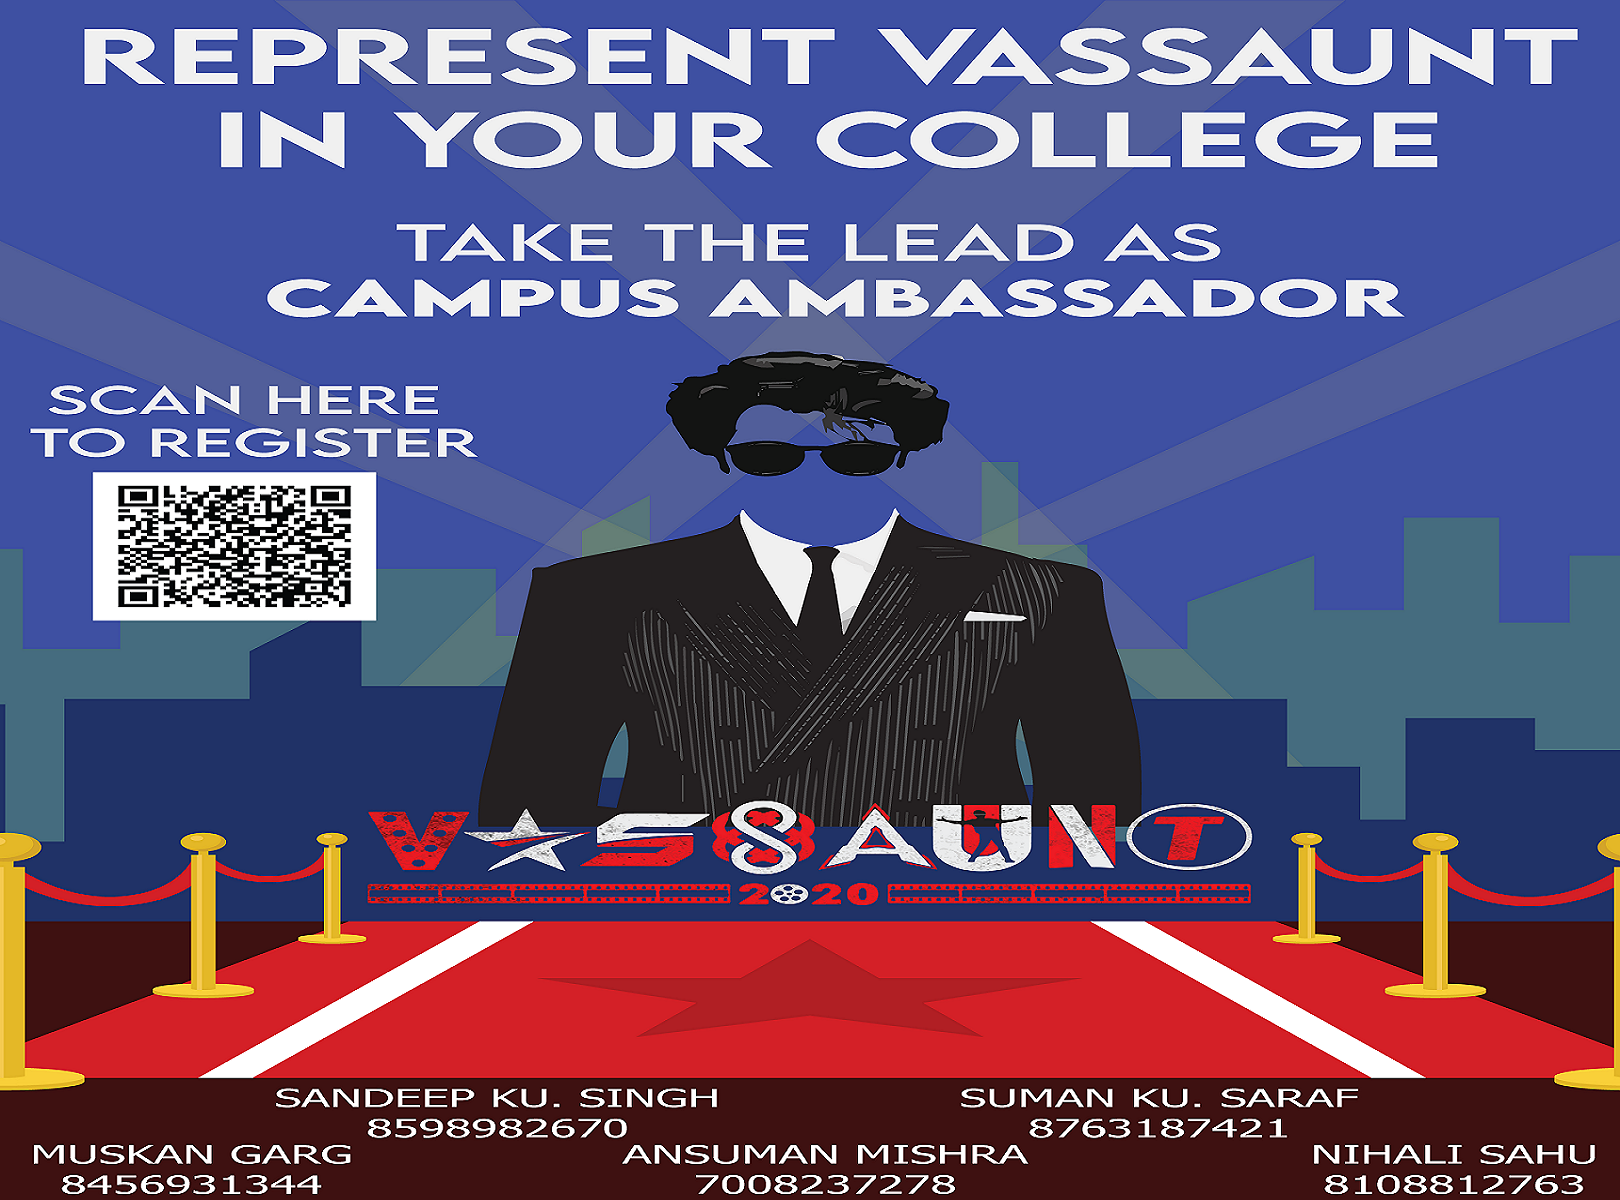 REPRESENT VASSAUNT
IN YOUR COLLEGE
TAKE THE LEAD AS
CAMPUS AMBASSADOR
SCAN HERE
TO REGISTER
VASSAUNT
2020
SANDEEP KU. SINGH
8598982670
SUMAN KU. SARAF
8763187421
MUSKAN GARG
8456931344
ANSUMAN MISHRA
7008237278
NIHALI SAHU
8108812763